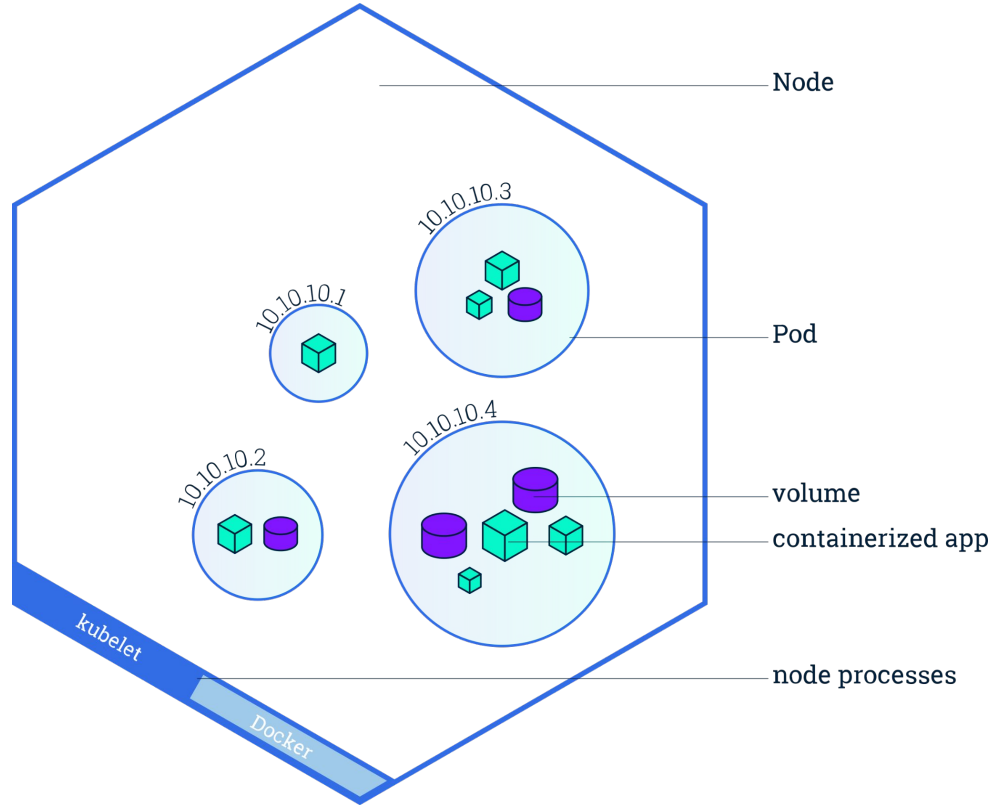 Node
10.10.10.3
10.10.10.1
Pod
10.10.10.4
10.10.10.2
volume
containerized app
kubelet
node processes
Docker